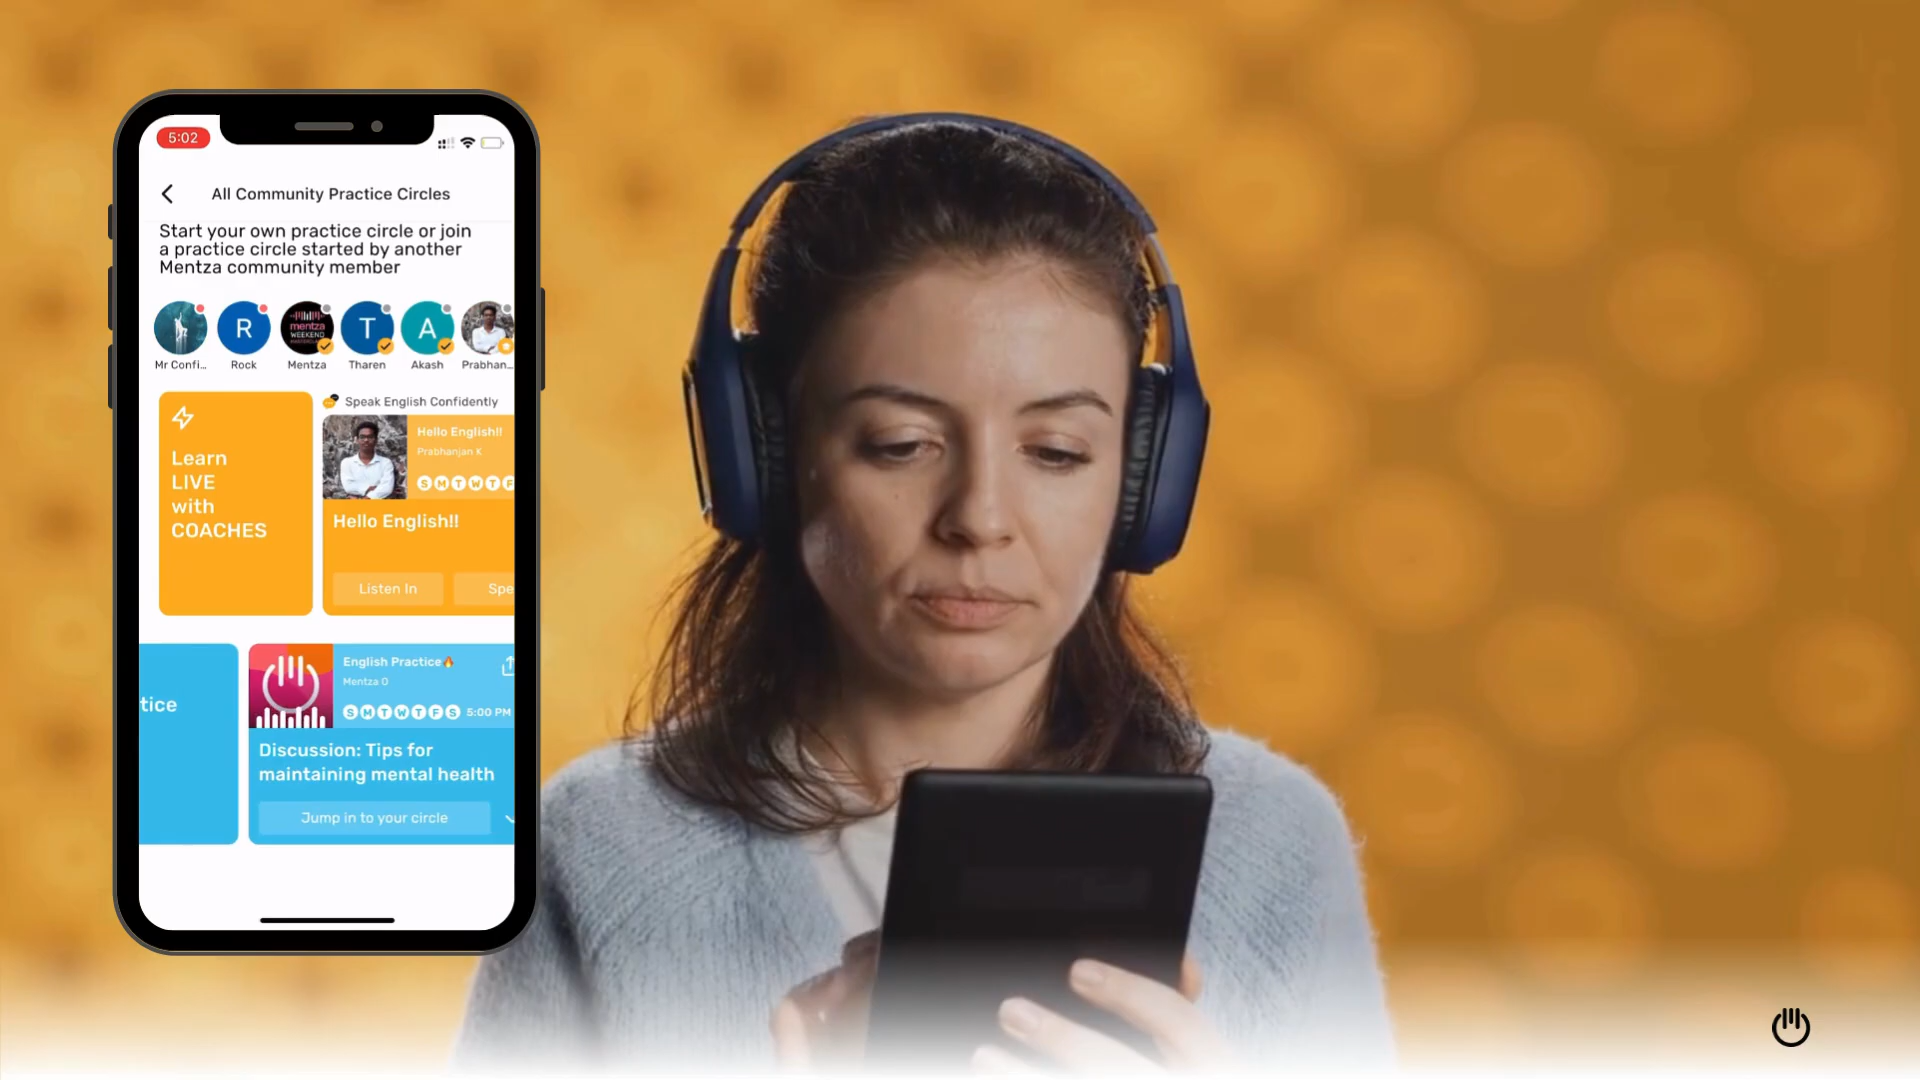 5:02
All Community Practice Circles
Start your own practice circle or join
a practice circle started by another
Mentza community member
R
mentza
WEEKEND
T
A
Mr Confi...
Rock
Mentza
Tharen
Akash
Prabhan...
Learn
LIVE
with
COACHES
Speak English Confidently
Hello English!!
Prabhanjan K
S M T W T F
Hello English!!
Listen In
Spe
tice
English Practice🔥
Mentza O
S M T W T F S 5:00 PM
Discussion: Tips for
maintaining mental health
Jump in to your circle